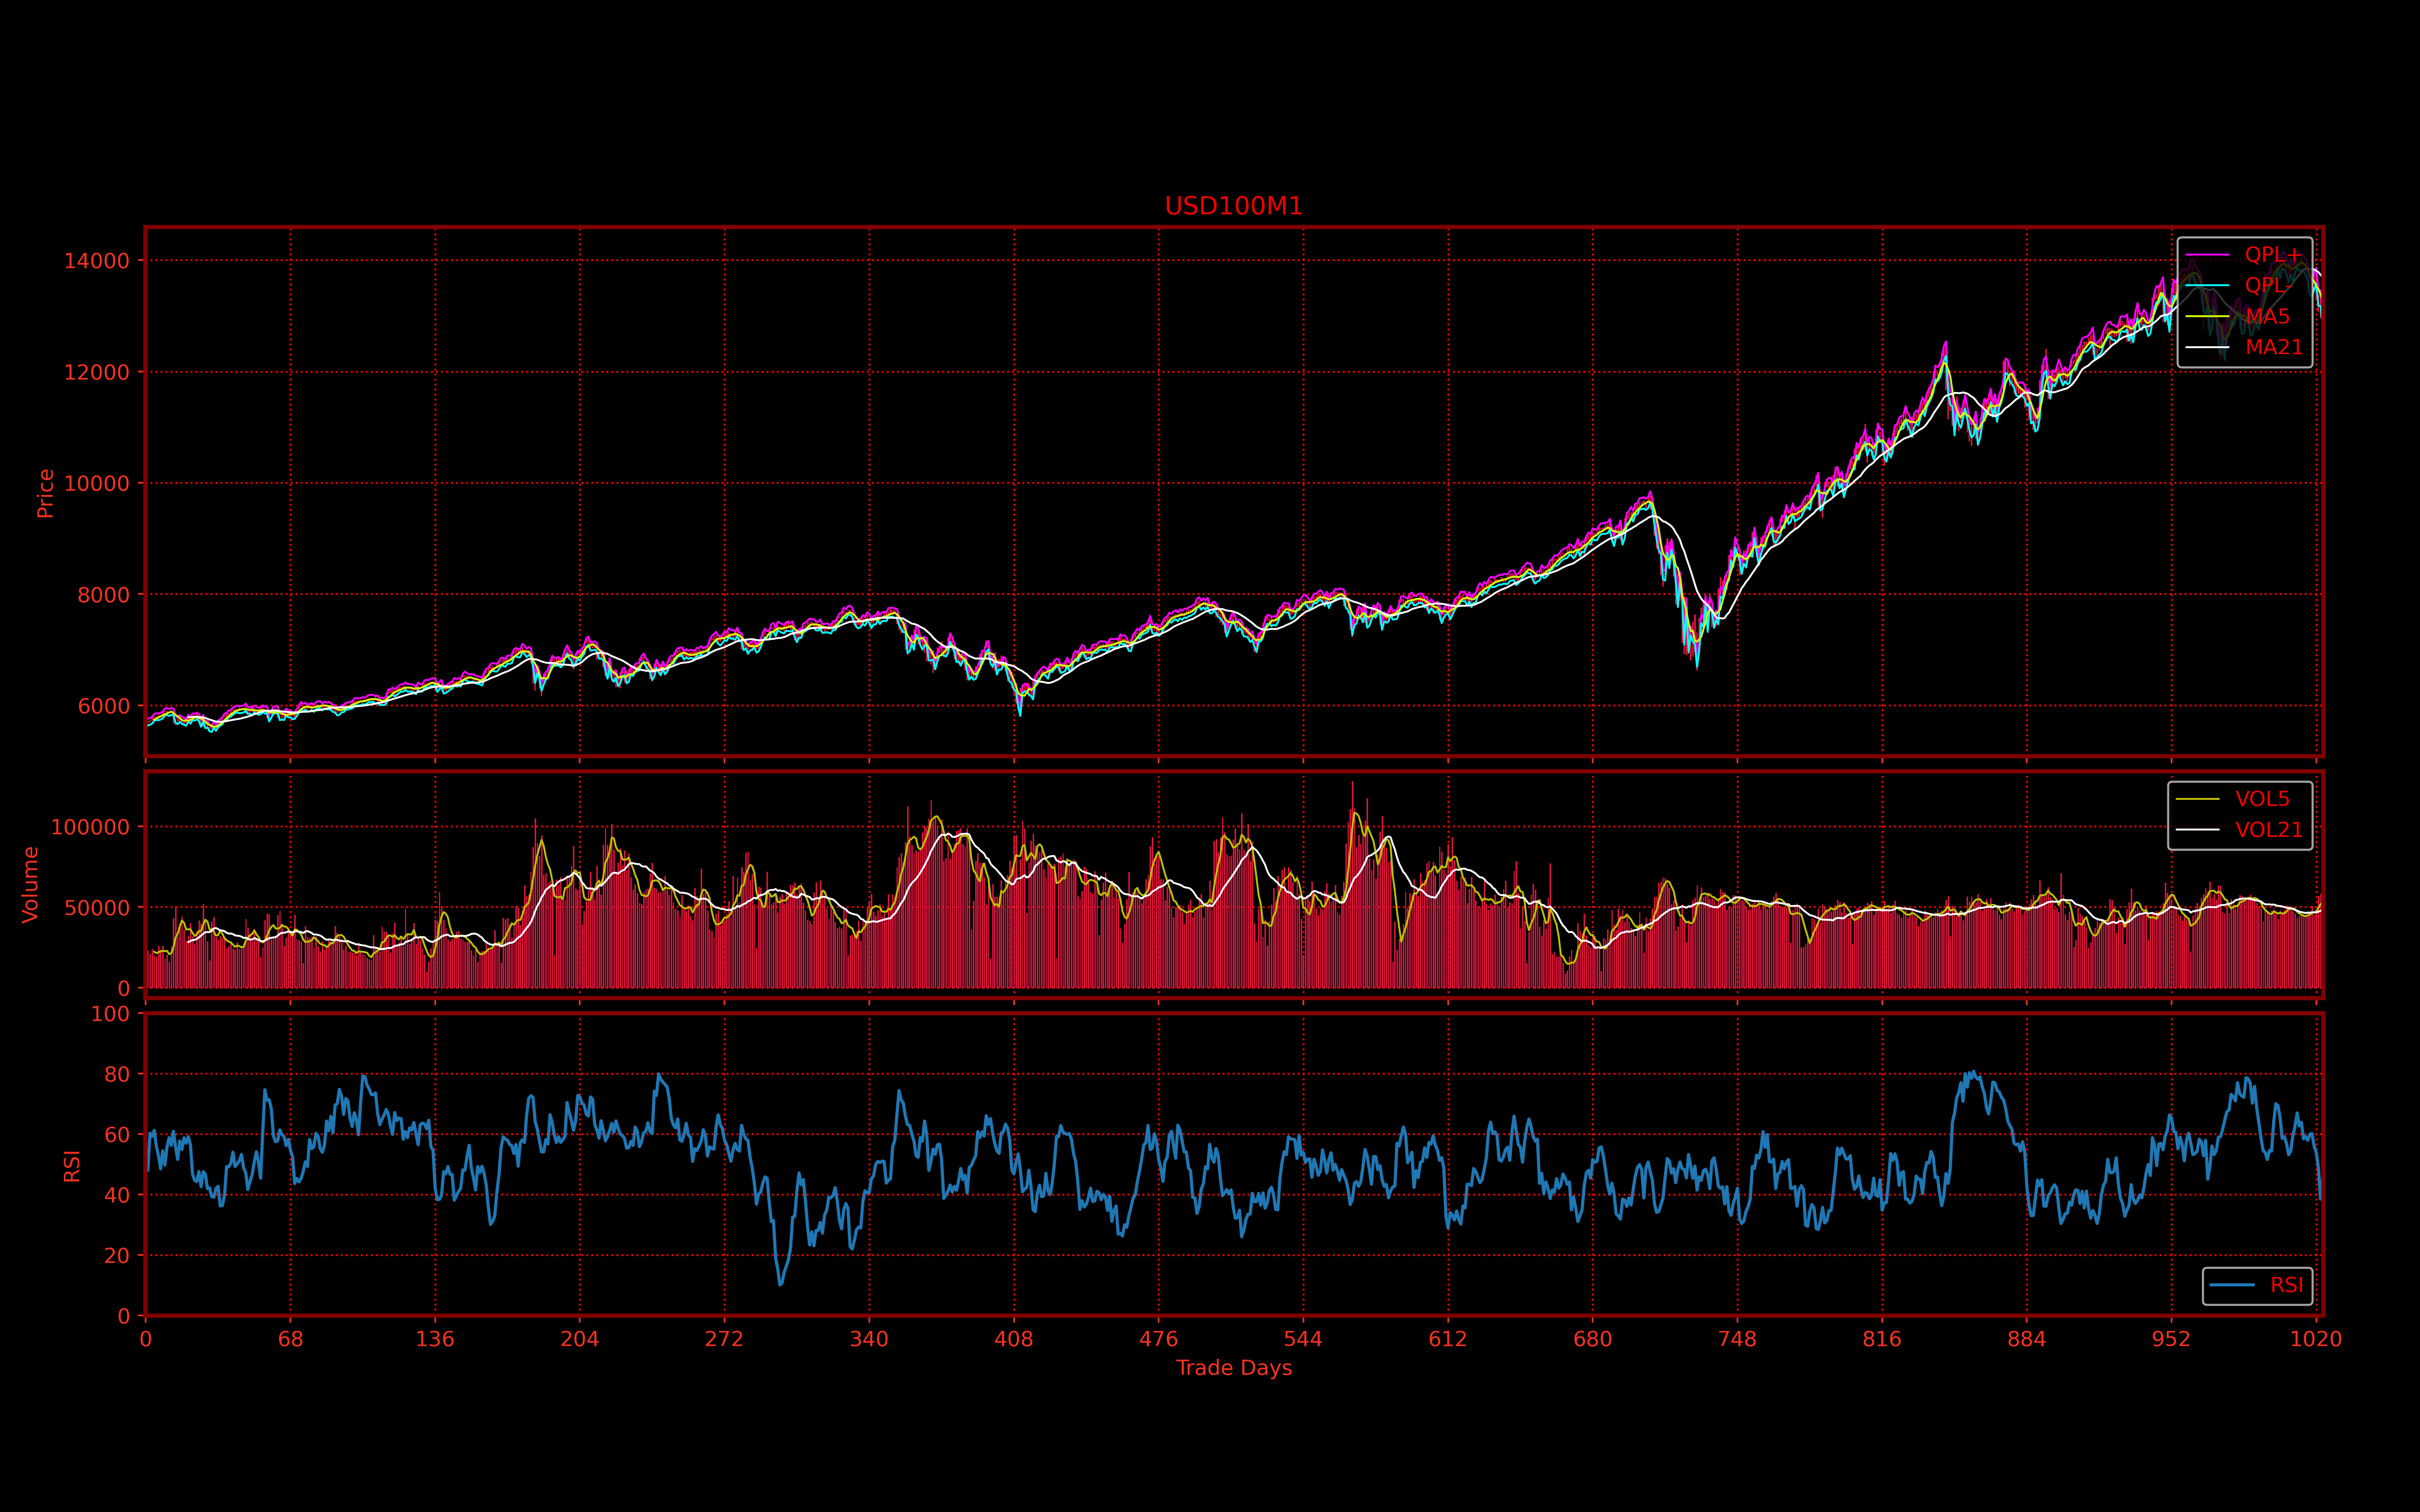 USD100M1
14000
12000
10000
8000
6000
Price
QPL+
QPL-
MA5
MA21
100000
50000
0
Volume
VOL5
VOL21
100
80
60
40
20
0
RSI
RSI
0 68 136 204 272 340 408 476 544 612 680 748 816 884 952 1020
Trade Days